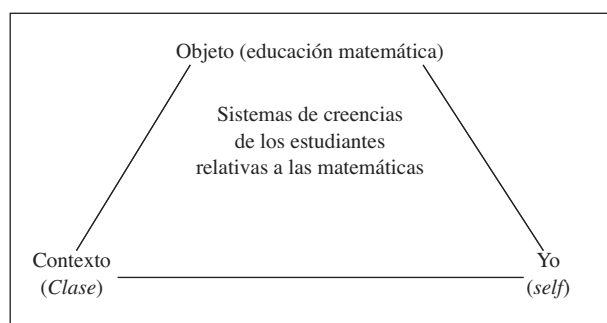 Objeto (educación matemática)
Sistemas de creencias
de los estudiantes
relativas a las matemáticas
Contexto
(Clase)
Yo
(self)